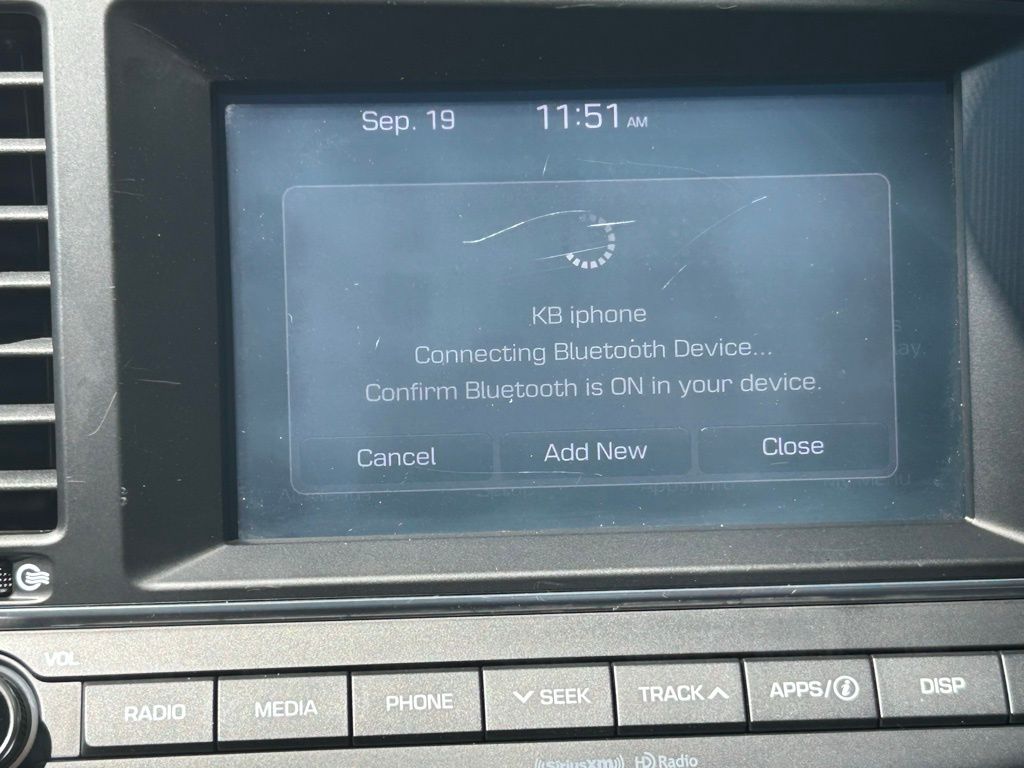 Sep. 19 11:51 AM
KB iphone
Connecting Bluetooth Device...
Confirm Bluetooth is ON in your device.
Cancel Add New Close
VOL
RADIO MEDIA PHONE SEEK TRACK APPS/i DISP
((SiriusXM)) HD Radio